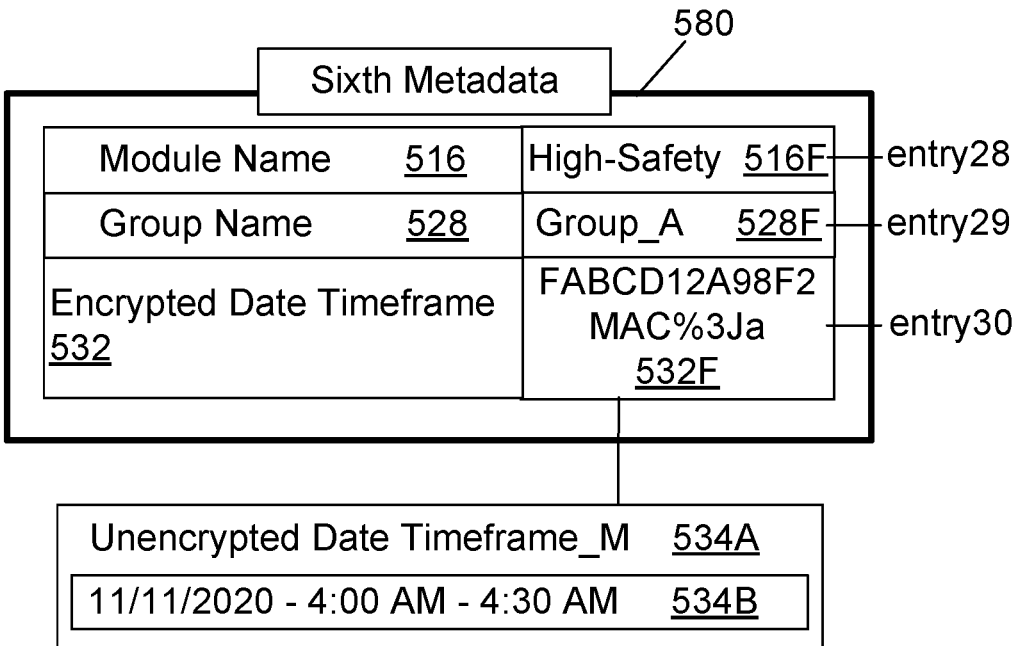 580
Sixth Metadata
Module Name 516 High-Safety 516F entry28
Group Name 528 Group_A 528F entry29
Encrypted Date Timeframe
532
FABCD12A98F2
MAC%3Ja
532F
entry30
Unencrypted Date Timeframe_M 534A
11/11/2020 - 4:00 AM - 4:30 AM 534B